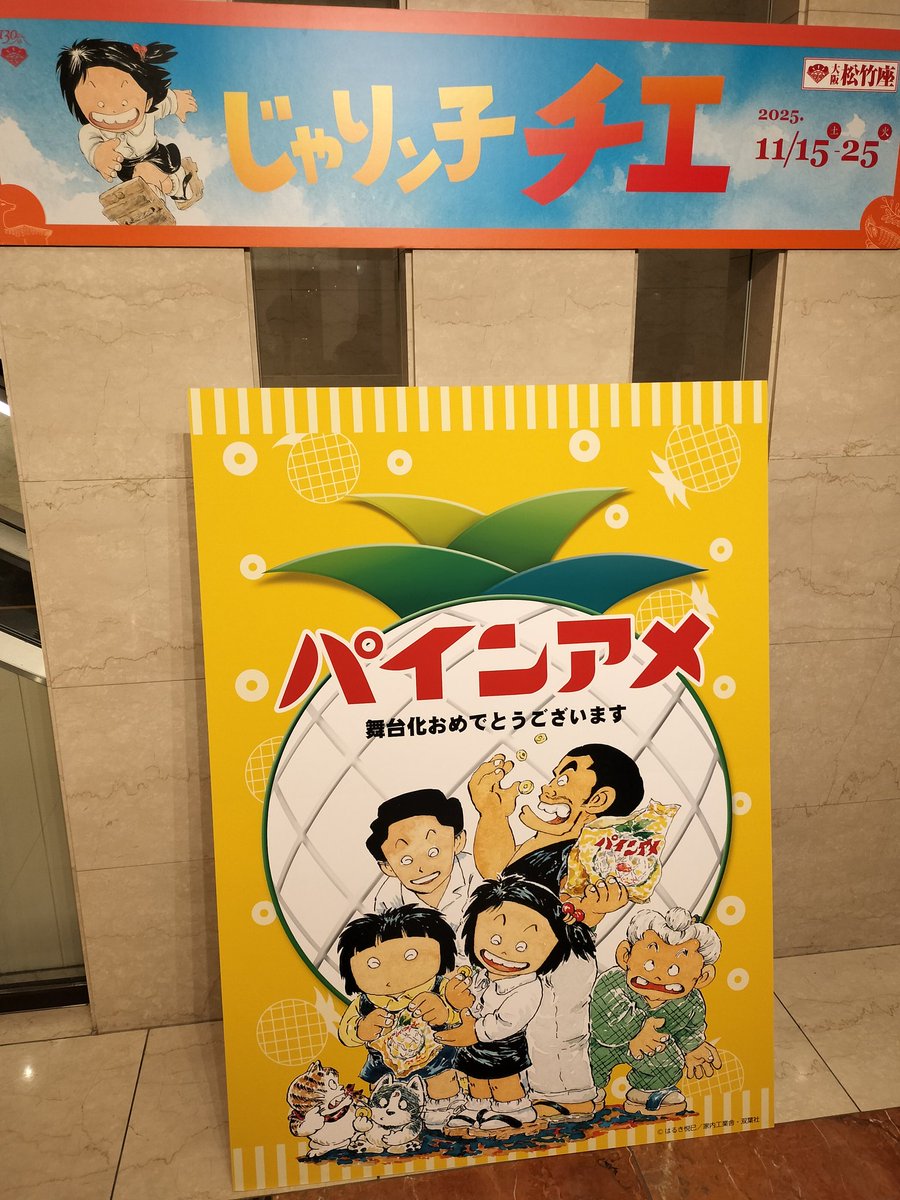 130th
じゃリン子チエ
大阪 松竹座
2025.
11/15土-25火
パインアメ
舞台化おめでとうございます
パインアメ
©はるき悦巳／家内工業舎・双葉社